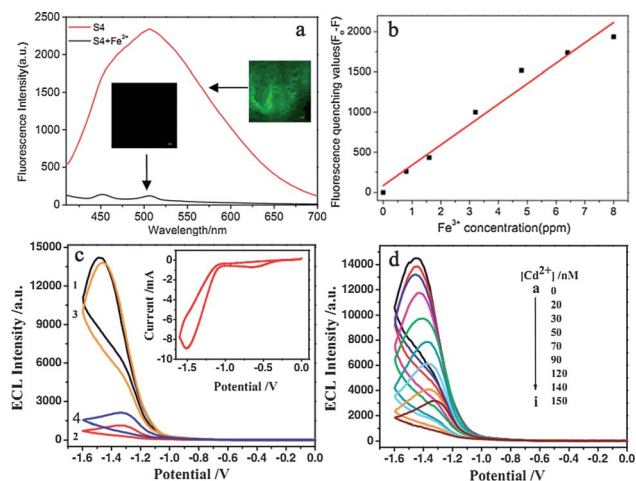 a
S4
S4+Fe³⁺
Fluorescence Intensity(a.u.)
2500
2000
1500
1000
500
0
450 500 550 600 650 700
Wavelength/nm
b
Fluorescence quenching values(F₀-F)
2500
2000
1500
1000
500
0
0 1 2 3 4 5 6 7 8
Fe³⁺ concentration(ppm)
c
ECL Intensity /a.u.
15000
12000
9000
6000
3000
0
1
3
4
2
-1.6 -1.4 -1.2 -1.0 -0.8 -0.6 -0.4 -0.2 0.0
Potential /V
Current /mA
0
-2
-4
-6
-8
-10
-1.5 -1.0 -0.5 0.0
Potential /V
d
ECL Intensity /a.u.
14000
12000
10000
8000
6000
4000
2000
0
-1.6 -1.4 -1.2 -1.0 -0.8 -0.6 -0.4 -0.2 0.0
Potential /V
|Cd²⁺| /nM
a 0
20
30
50
70
90
120
140
i 150